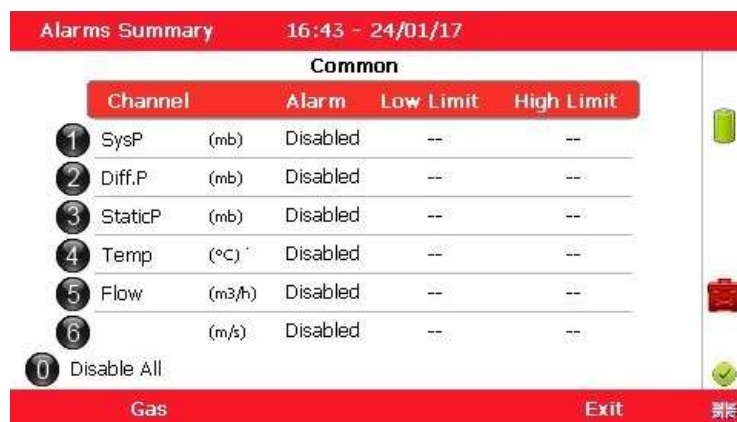 Alarms Summary 16:43 - 24/01/17
Common
Channel Alarm Low Limit High Limit
1 SysP (mb) Disabled -- --
2 Diff.P (mb) Disabled -- --
3 StaticP (mb) Disabled -- --
4 Temp (°C) Disabled -- --
5 Flow (m3/h) Disabled -- --
6 (m/s) Disabled -- --
0 Disable All
Gas Exit